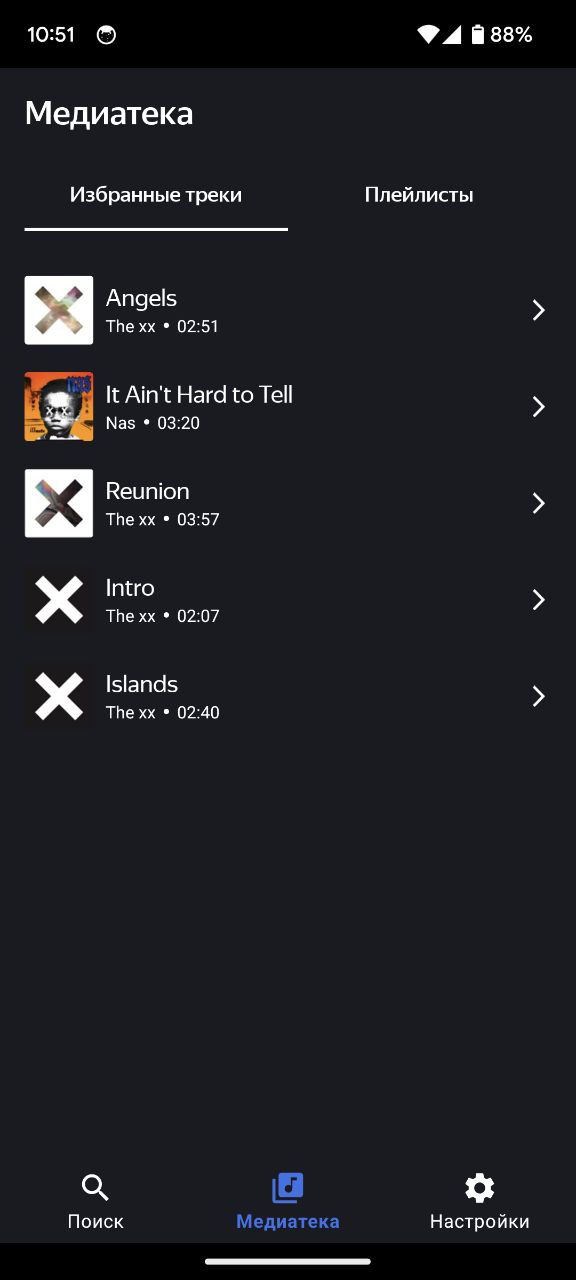 10:51 88%
Медиатека
Избранные треки Плейлисты
Angels
The xx • 02:51
It Ain't Hard to Tell
Nas • 03:20
Reunion
The xx • 03:57
Intro
The xx • 02:07
Islands
The xx • 02:40
Поиск Медиатека Настройки